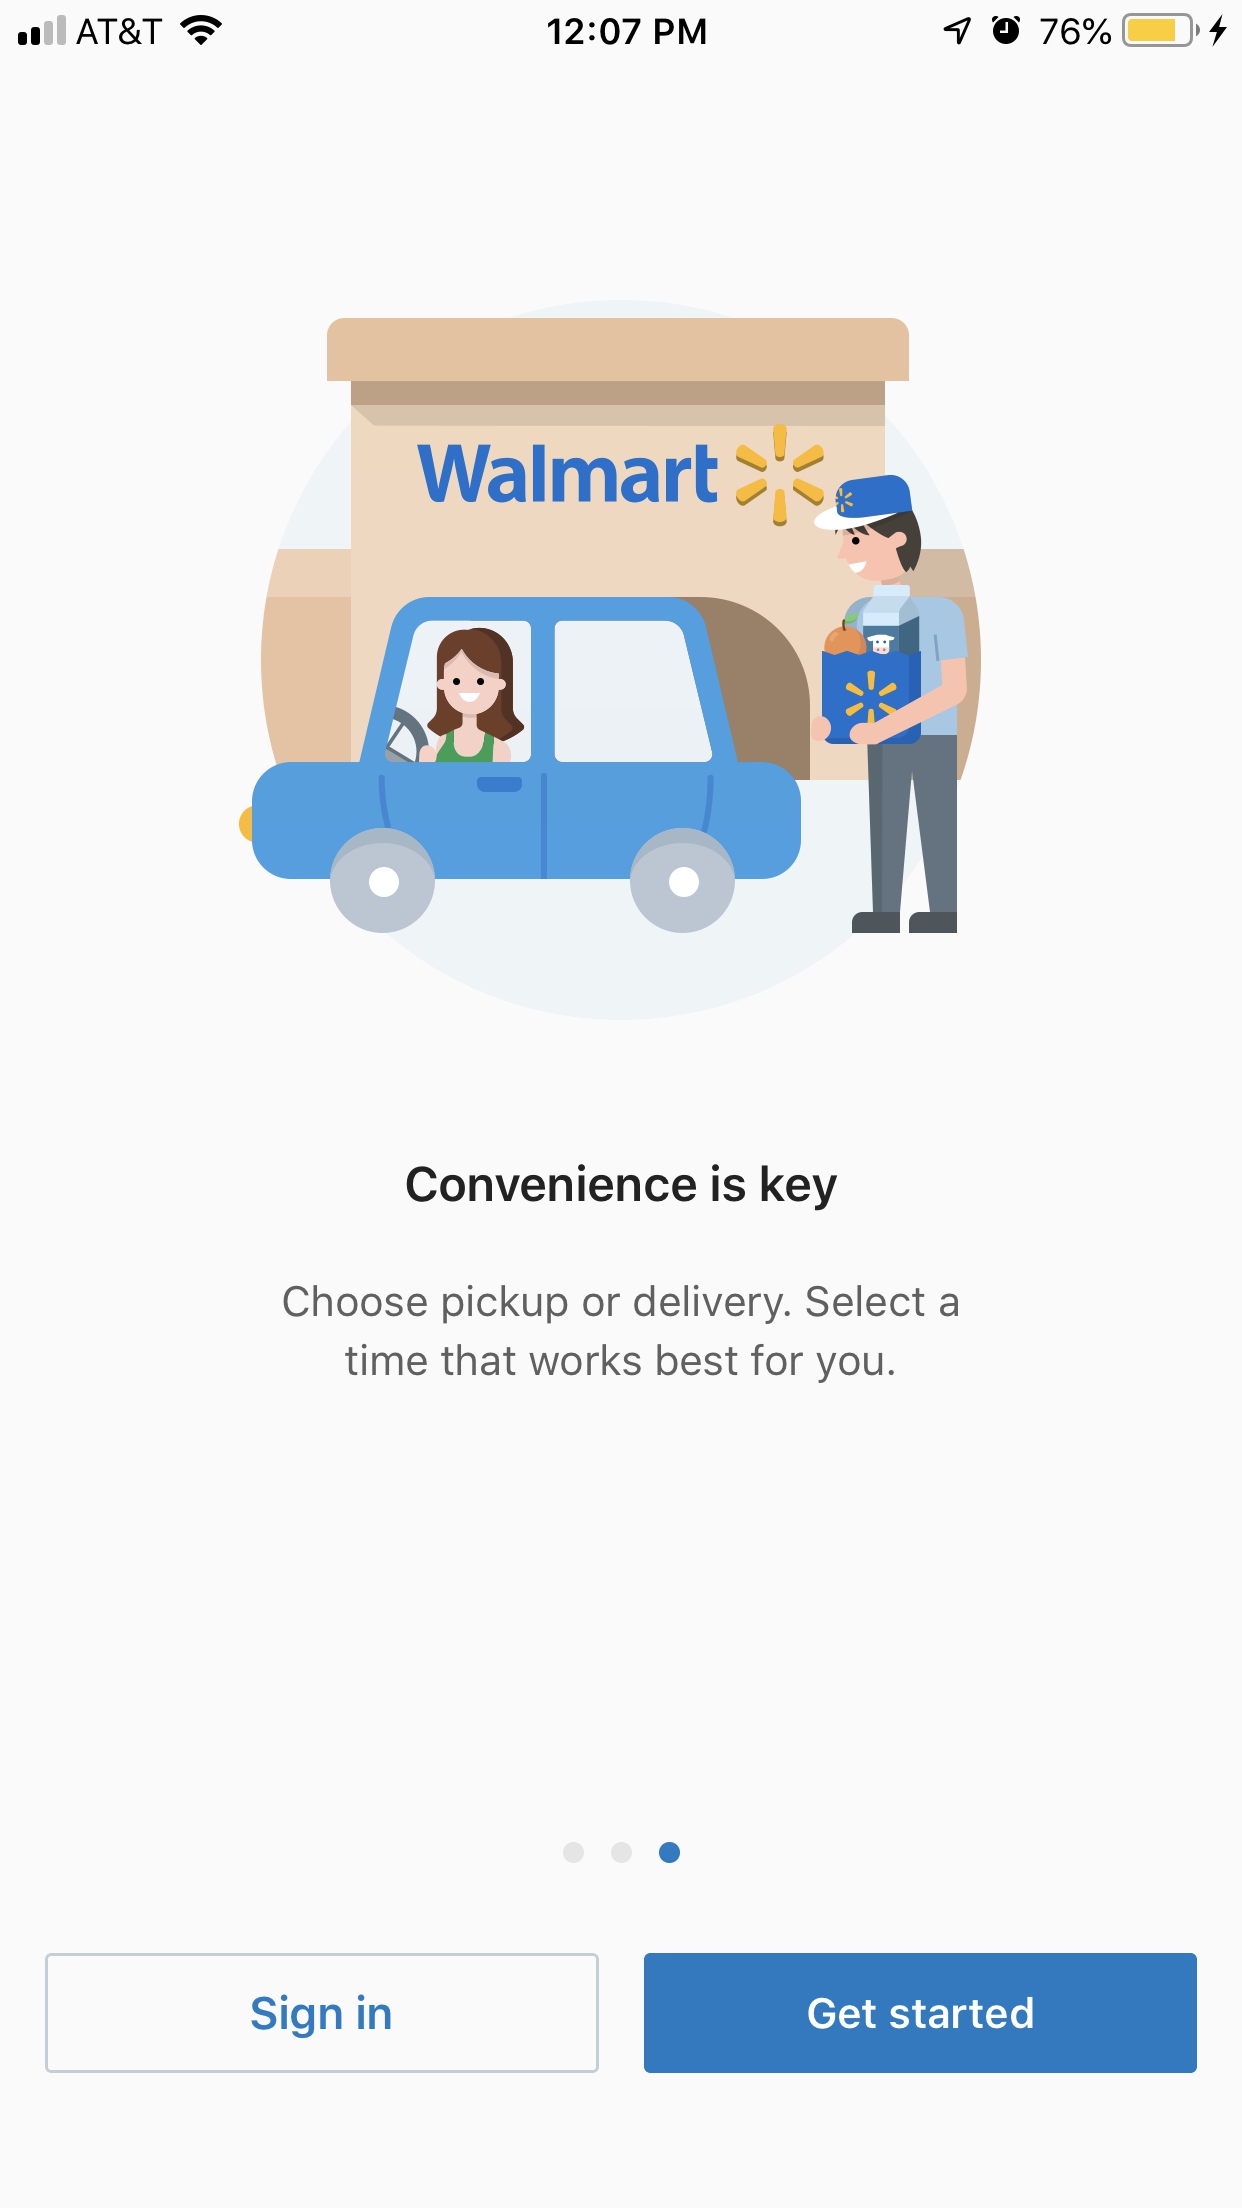 AT&T 12:07 PM 76%
Walmart
Convenience is key
Choose pickup or delivery. Select a
time that works best for you.
Sign in Get started